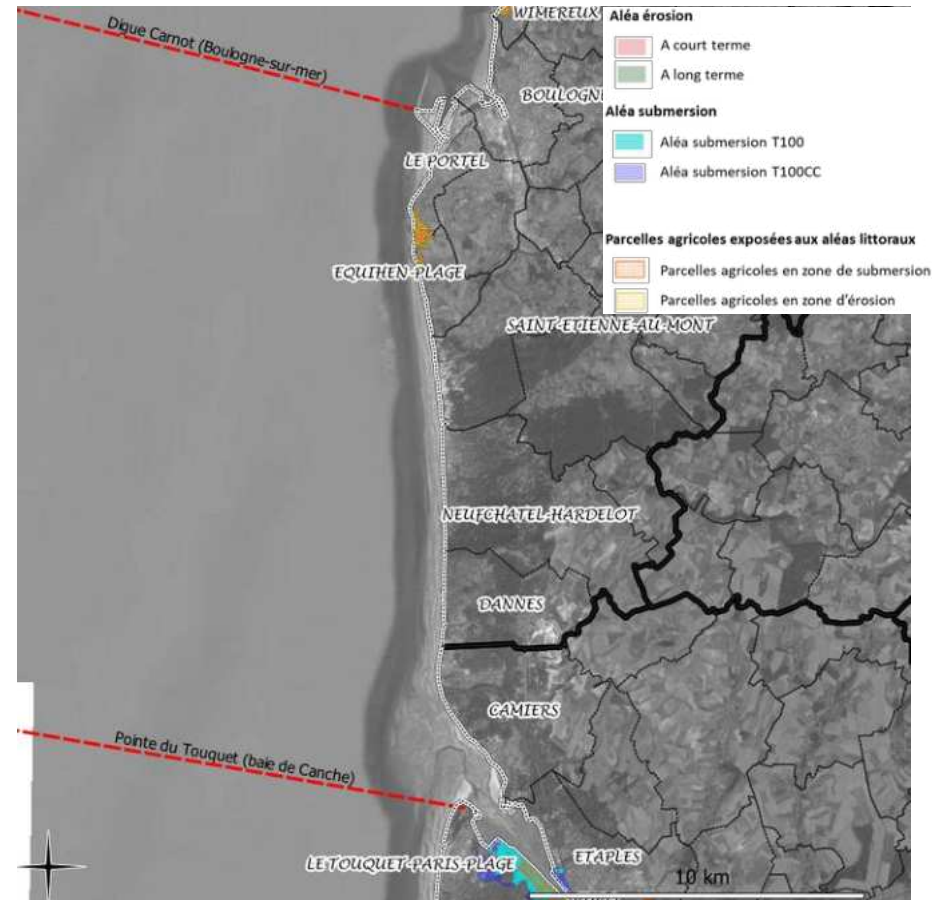 WIMEREUX
Aléa érosion
A court terme
A long terme
Aléa submersion
Aléa submersion T100
Aléa submersion T100CC
Parcelles agricoles exposées aux aléas littoraux
Parcelles agricoles en zone de submersion
Parcelles agricoles en zone d'érosion
Digue Carnot (Boulogne-sur-mer)
BOULOGN
LE PORTEL
EQUIHEN-PLAGE
SAINT-ETIENNE-AU-MONT
NEUFCHATEL-HARDELOT
DANNES
CAMIERS
Pointe du Touquet (baie de Canche)
LE TOUQUET-PARIS-PLAGE
ETAPLES
10 km